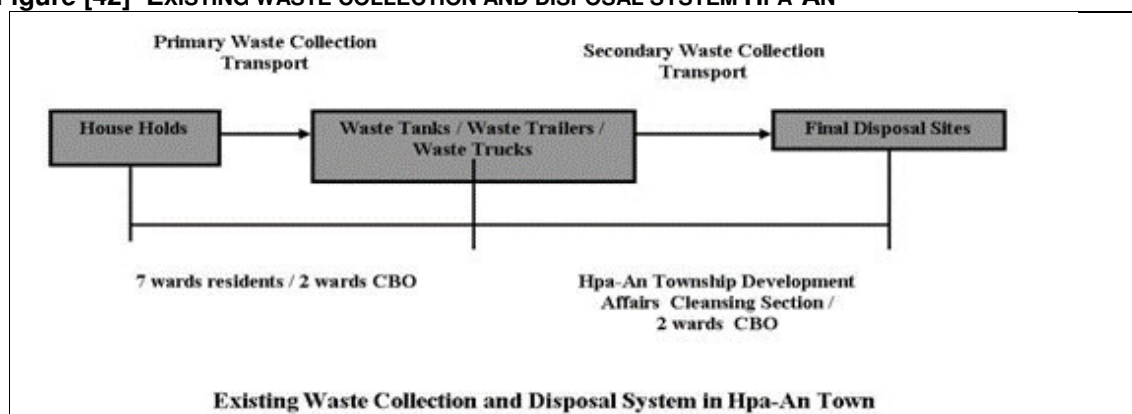 Figure [42] EXISTING WASTE COLLECTION AND DISPOSAL SYSTEM HPA-AN
Primary Waste Collection
Transport
Secondary Waste Collection
Transport
House Holds
Waste Tanks / Waste Trailers /
Waste Trucks
Final Disposal Sites
7 wards residents / 2 wards CBO
Hpa-An Township Development
Affairs Cleansing Section /
2 wards CBO
Existing Waste Collection and Disposal System in Hpa-An Town